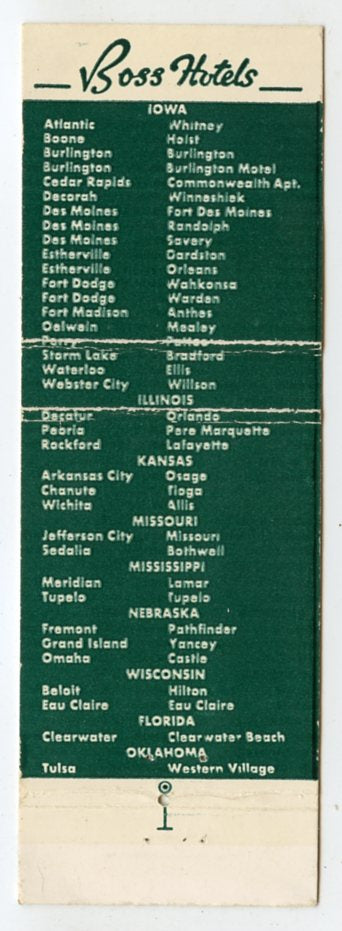 Boss Hotels
IOWA
Atlantic Whitney
Boone Holst
Burlington Burlington
Burlington Burlington Motel
Cedar Rapids Commonwealth Apt.
Decorah Winneshiek
Des Moines Fort Des Moines
Des Moines Randolph
Des Moines Savery
Estherville Gardston
Estherville Orleans
Fort Dodge Wahkonsa
Fort Dodge Warden
Fort Madison Anthes
Oelwein Mealey
Perry
Storm Lake Bradford
Waterloo Ellis
Webster City Willson
ILLINOIS
Decatur Orlando
Peoria Pere Marquette
Rockford Lafayette
KANSAS
Arkansas City Osage
Chanute Tioga
Wichita Allis
MISSOURI
Jefferson City Missouri
Sedalia Bothwell
MISSISSIPPI
Meridian Lamar
Tupelo Tupelo
NEBRASKA
Fremont Pathfinder
Grand Island Yancey
Omaha Castle
WISCONSIN
Beloit Hilton
Eau Claire Eau Claire
FLORIDA
Clearwater Clearwater Beach
OKLAHOMA
Tulsa Western Village